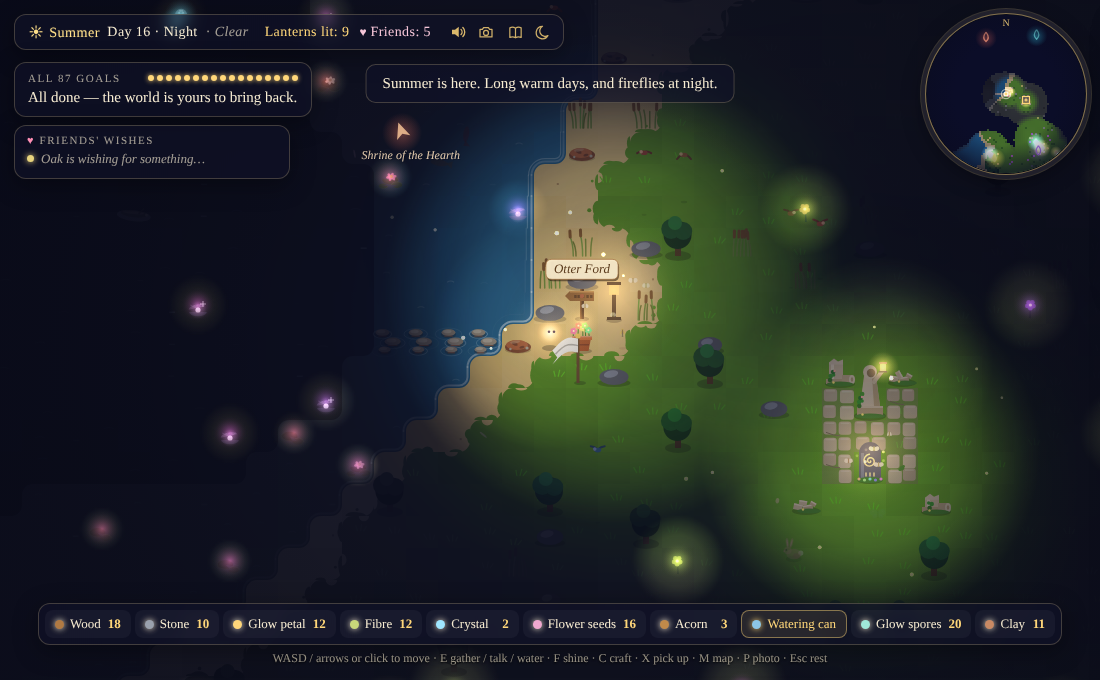 Summer Day 16 · Night · Clear Lanterns lit: 9 ♥ Friends: 5
ALL 87 GOALS
All done — the world is yours to bring back.
♥ FRIENDS' WISHES
Oak is wishing for something…
Summer is here. Long warm days, and fireflies at night.
N
Shrine of the Hearth
Otter Ford
Wood 18
Stone 10
Glow petal 12
Fibre 12
Crystal 2
Flower seeds 16
Acorn 3
Watering can
Glow spores 20
Clay 11
WASD / arrows or click to move · E gather / talk / water · F shine · C craft · X pick up · M map · P photo · Esc rest